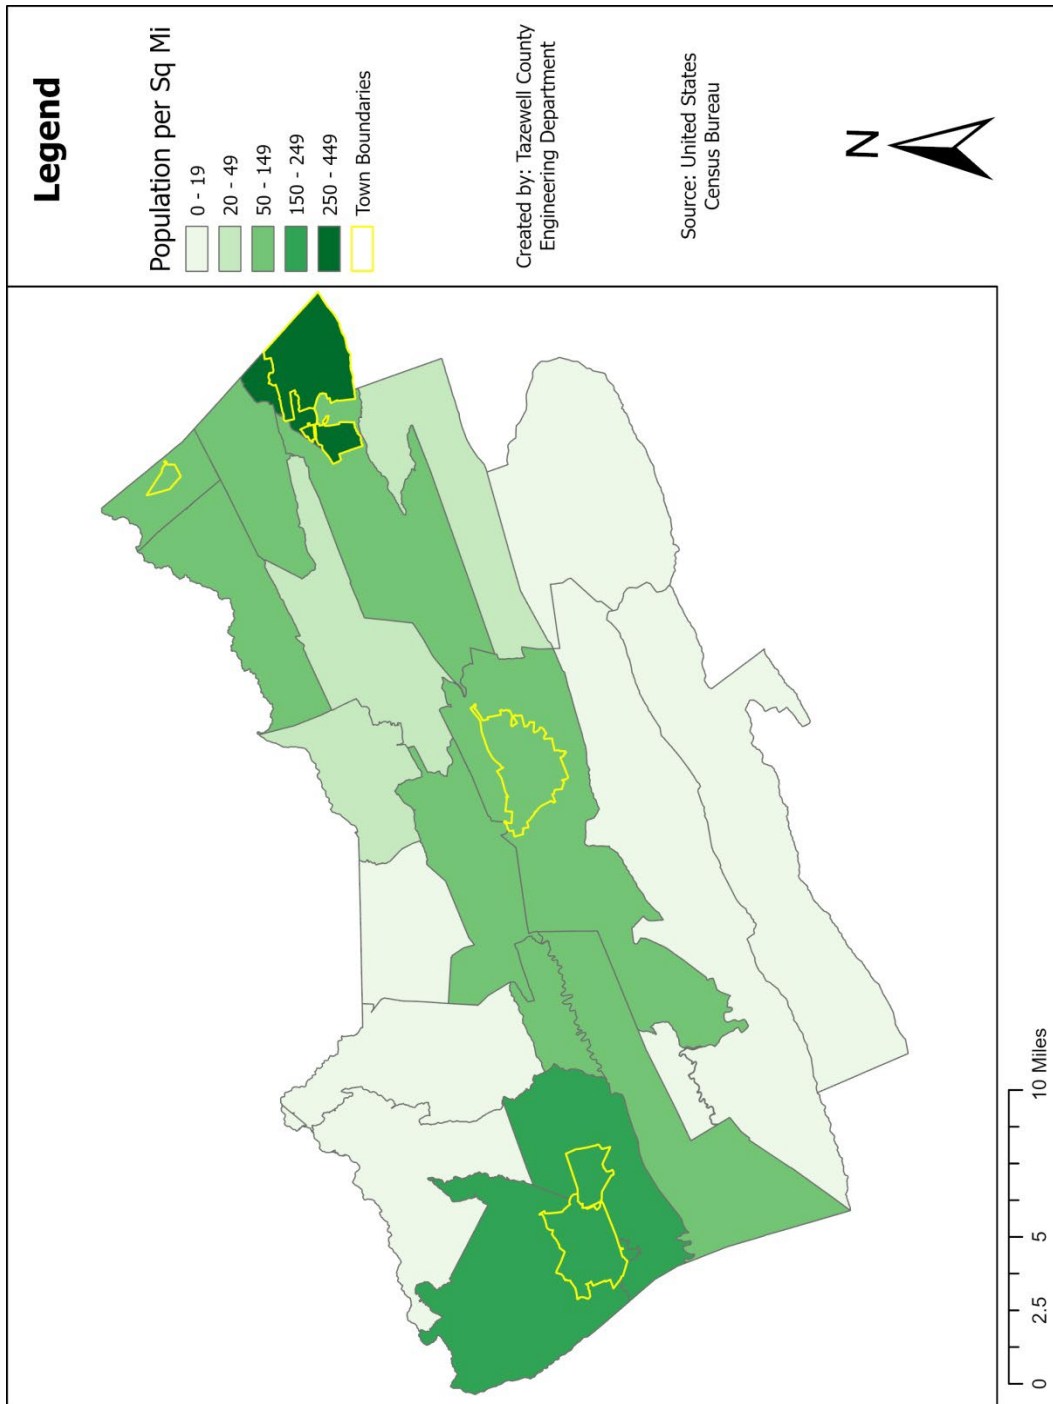 Legend
Population per Sq Mi
0 - 19
20 - 49
50 - 149
150 - 249
250 - 449
Town Boundaries
Created by: Tazewell County
Engineering Department
Source: United States
Census Bureau
N
0
2.5
5
10 Miles